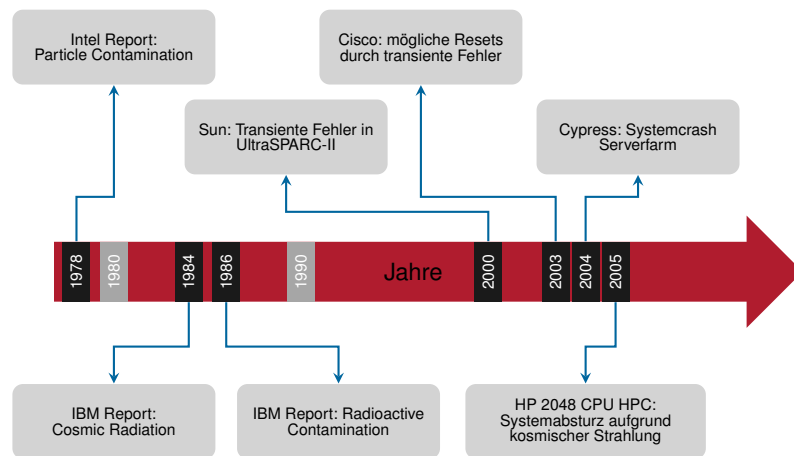 Intel Report:
Particle Contamination
Cisco: mögliche Resets
durch transiente Fehler
Sun: Transiente Fehler in
UltraSPARC-II
Cypress: Systemcrash
Serverfarm
1978
1980
1984
1986
1990
Jahre
2000
2003
2004
2005
IBM Report:
Cosmic Radiation
IBM Report: Radioactive
Contamination
HP 2048 CPU HPC:
Systemabsturz aufgrund
kosmischer Strahlung